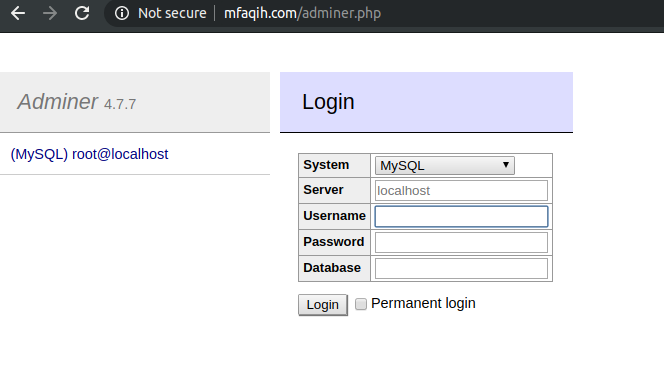 Not secure mfaqih.com/adminer.php
Adminer 4.7.7
Login
(MySQL) root@localhost
System MySQL
Server localhost
Username
Password
Database
Login Permanent login